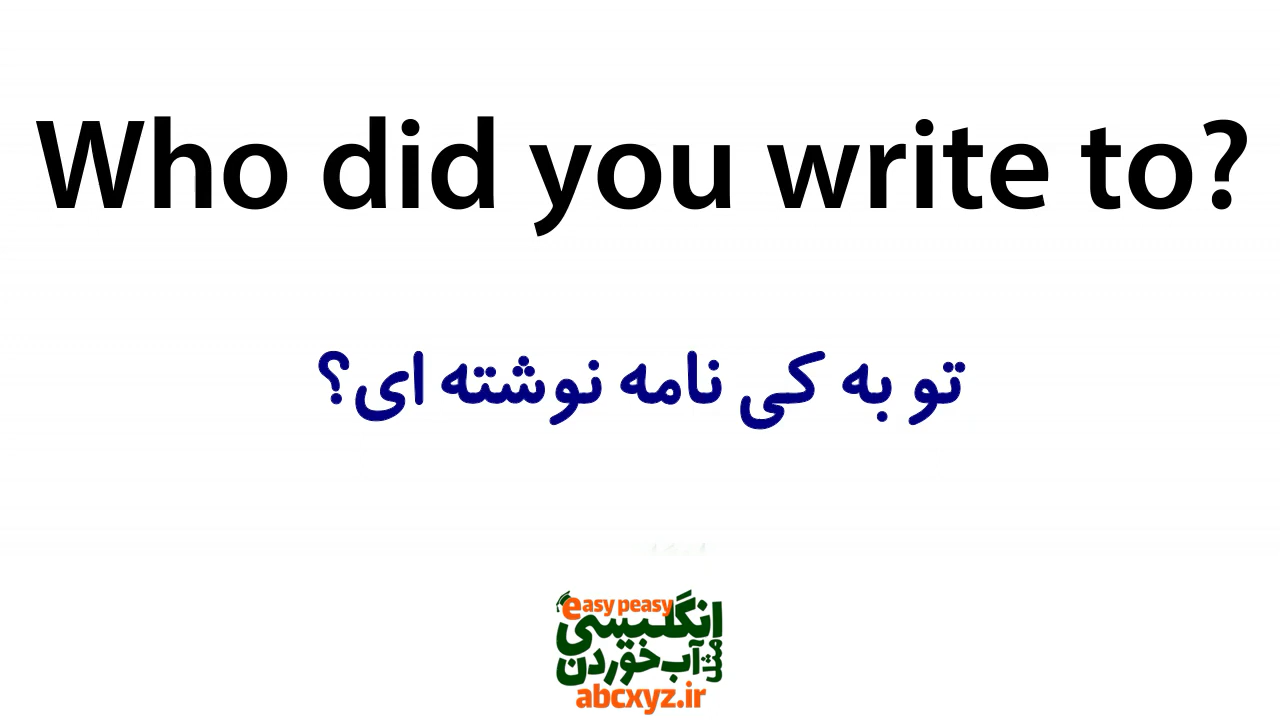 Who did you write to?
تو به کی نامه نوشته ای؟
easy peasy
انگلیسی
مثل آب خوردن
abcxyz.ir